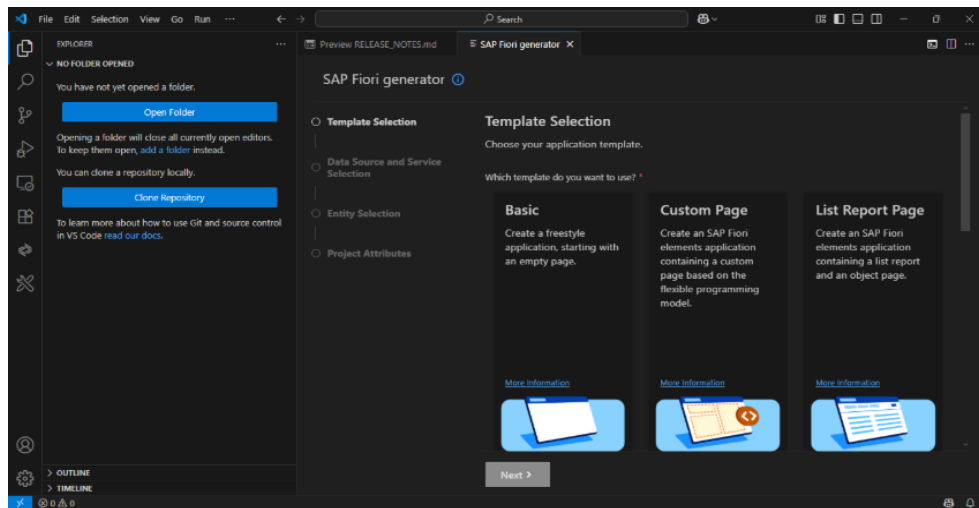 File Edit Selection View Go Run ···
Search
EXPLORER ···
NO FOLDER OPENED
You have not yet opened a folder.
Open Folder
Opening a folder will close all currently open editors.
To keep them open, add a folder instead.
You can clone a repository locally.
Clone Repository
To learn more about how to use Git and source control
in VS Code read our docs.
OUTLINE
TIMELINE
Preview RELEASE_NOTES.md
SAP Fiori generator
SAP Fiori generator
Template Selection
Data Source and Service
Selection
Entity Selection
Project Attributes
Template Selection
Choose your application template.
Which template do you want to use? *
Basic
Create a freestyle
application, starting with
an empty page.
More Information
Custom Page
Create an SAP Fiori
elements application
containing a custom
page based on the
flexible programming
model.
More Information
List Report Page
Create an SAP Fiori
elements application
containing a list report
and an object page.
More Information
Next >
0 0